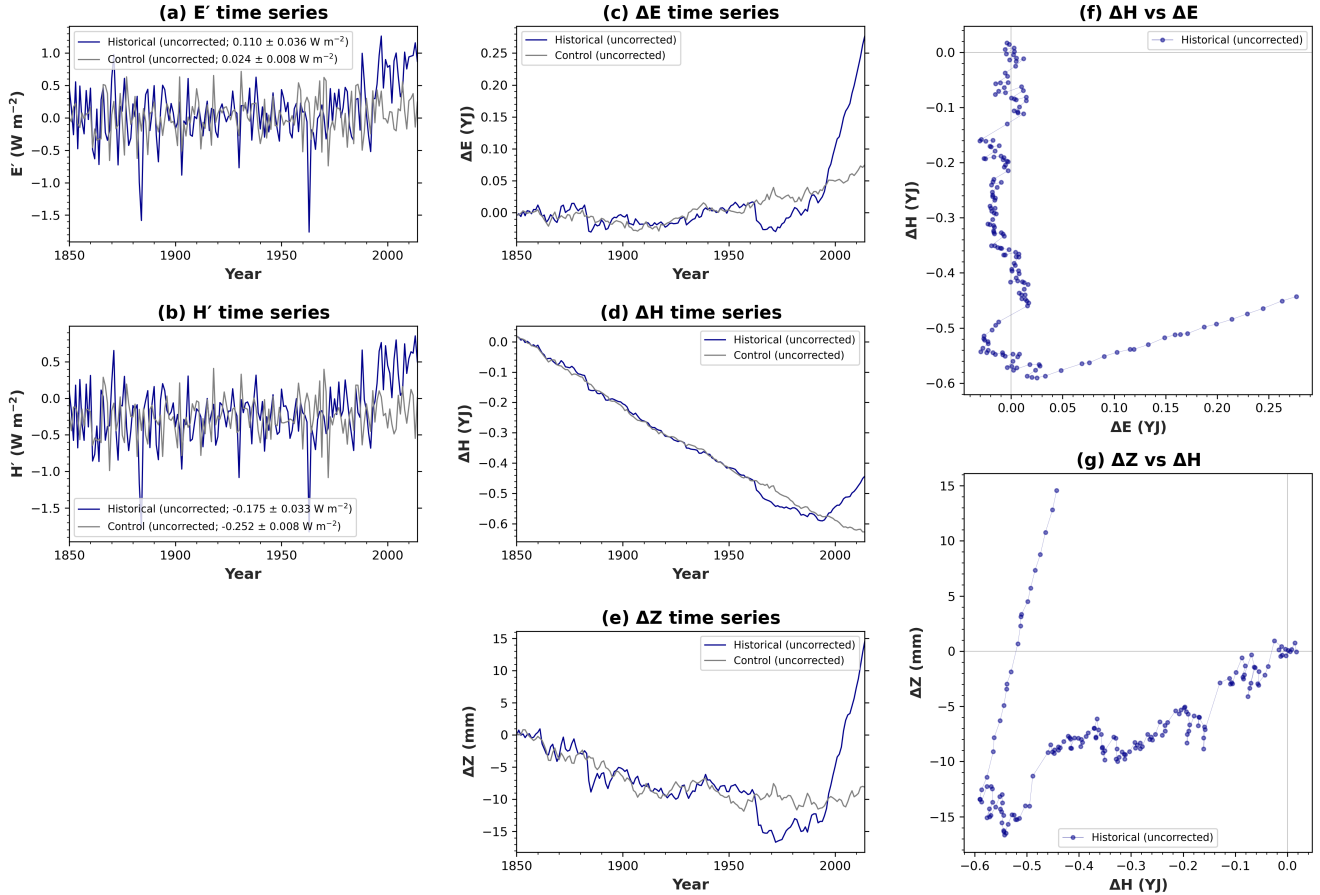 (a) E′ time series
Historical (uncorrected; 0.110 ± 0.036 W m⁻²)
Control (uncorrected; 0.024 ± 0.008 W m⁻²)
E′ (W m⁻²)
1.0
0.5
0.0
−0.5
−1.0
−1.5
1850
1900
1950
2000
Year
(b) H′ time series
Historical (uncorrected; -0.175 ± 0.033 W m⁻²)
Control (uncorrected; -0.252 ± 0.008 W m⁻²)
H′ (W m⁻²)
0.5
0.0
−0.5
−1.0
−1.5
1850
1900
1950
2000
Year
(c) ΔE time series
Historical (uncorrected)
Control (uncorrected)
ΔE (YJ)
0.25
0.20
0.15
0.10
0.05
0.00
1850
1900
1950
2000
Year
(d) ΔH time series
Historical (uncorrected)
Control (uncorrected)
ΔH (YJ)
0.0
−0.1
−0.2
−0.3
−0.4
−0.5
−0.6
1850
1900
1950
2000
Year
(e) ΔZ time series
Historical (uncorrected)
Control (uncorrected)
ΔZ (mm)
15
10
5
0
−5
−10
−15
1850
1900
1950
2000
Year
(f) ΔH vs ΔE
Historical (uncorrected)
ΔH (YJ)
0.0
−0.1
−0.2
−0.3
−0.4
−0.5
−0.6
0.00
0.05
0.10
0.15
0.20
0.25
ΔE (YJ)
(g) ΔZ vs ΔH
Historical (uncorrected)
ΔZ (mm)
15
10
5
0
−5
−10
−15
−0.6
−0.5
−0.4
−0.3
−0.2
−0.1
0.0
ΔH (YJ)